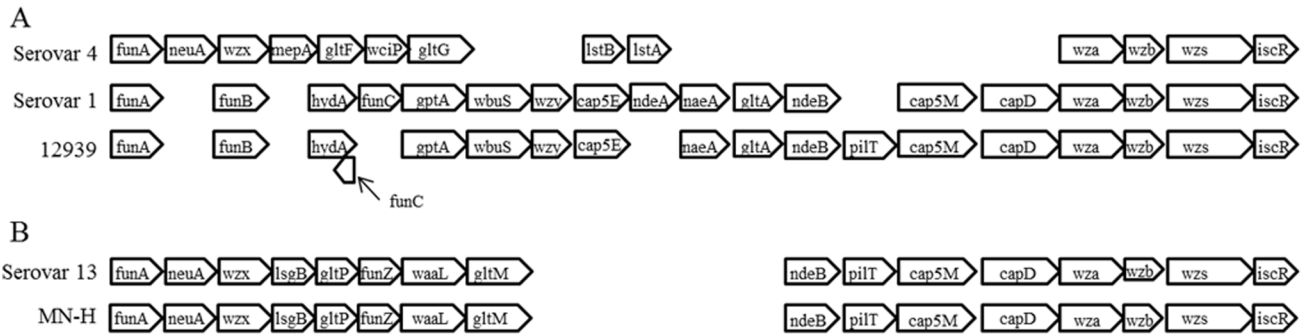 A
Serovar 4 funA neuA wzx mepA gltF wciP gltG lstB lstA wza wzb wzs iscR
Serovar 1 funA funB hydA funC gptA wbuS wzy cap5E ndeA naeA gltA ndeB cap5M capD wza wzb wzs iscR
12939 funA funB hydA gptA wbuS wzy cap5E naeA gltA ndeB pilT cap5M capD wza wzb wzs iscR
funC
B
Serovar 13 funA neuA wzx lsgB gltP funZ waaL gltM ndeB pilT cap5M capD wza wzb wzs iscR
MN-H funA neuA wzx lsgB gltP funZ waaL gltM ndeB pilT cap5M capD wza wzb wzs iscR